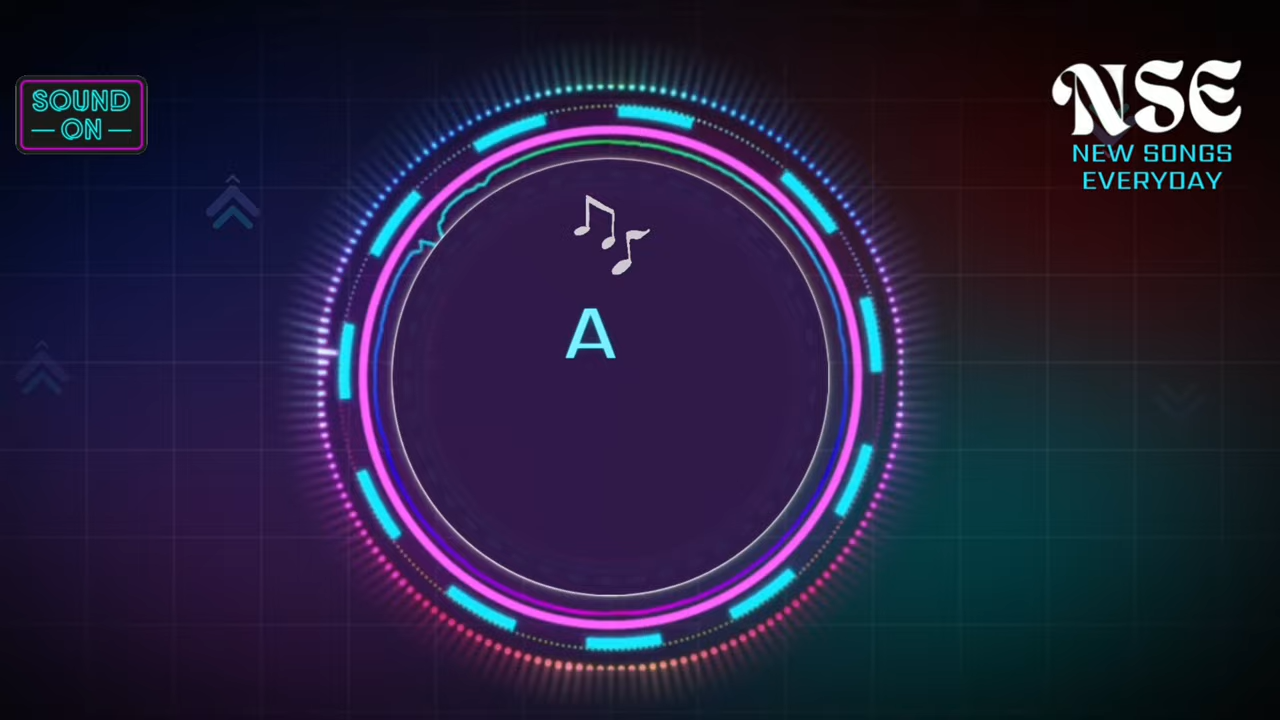 SOUND
— ON —
NSE
NEW SONGS
EVERYDAY
A